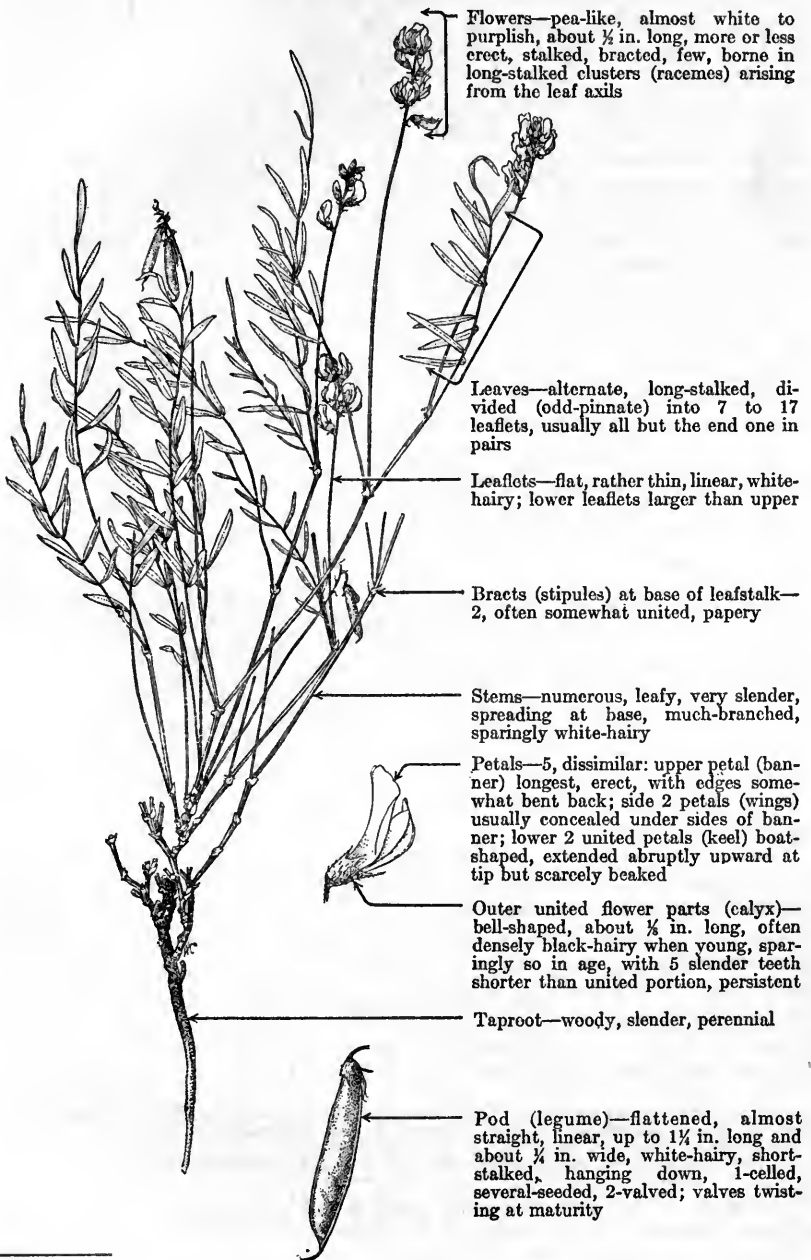 Flowers—pea-like, almost white to
purplish, about ½ in. long, more or less
erect, stalked, bracted, few, borne in
long-stalked clusters (racemes) arising
from the leaf axils
Leaves—alternate, long-stalked, di-
vided (odd-pinnate) into 7 to 17
leaflets, usually all but the end one in
pairs
Leaflets—flat, rather thin, linear, white-
hairy; lower leaflets larger than upper
Bracts (stipules) at base of leafstalk—
2, often somewhat united, papery
Stems—numerous, leafy, very slender,
spreading at base, much-branched,
sparingly white-hairy
Petals—5, dissimilar: upper petal (ban-
ner) longest, erect, with edges some-
what bent back; side 2 petals (wings)
usually concealed under sides of ban-
ner; lower 2 united petals (keel) boat-
shaped, extended abruptly upward at
tip but scarcely beaked
Outer united flower parts (calyx)—
bell-shaped, about in. long, often
densely black-hairy when young, spar-
ingly so in age, with 5 slender teeth
shorter than united portion, persistent
Taproot—woody, slender, perennial
Pod (legume)—flattened, almost
straight, linear, up to 1¼ in. long and
about ¼ in. wide, white-hairy, short-
stalked, hanging down, 1-celled,
several-seeded, 2-valved; valves twist-
ing at maturity